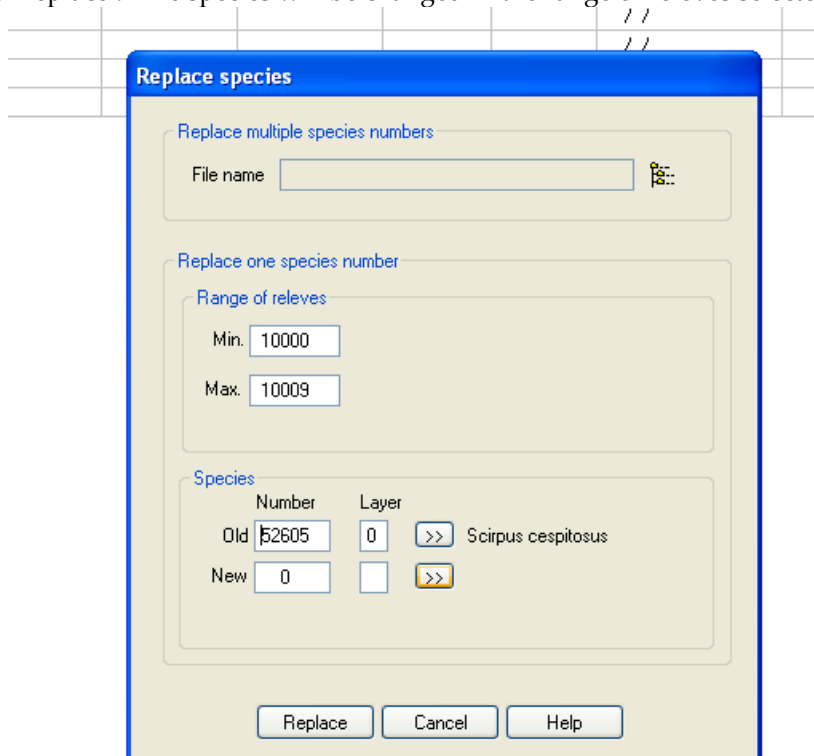 / /
/ /
Replace species
Replace multiple species numbers
File name
Replace one species number
Range of releves
Min. 10000
Max. 10009
Species
Number Layer
Old 52605 0 >> Scirpus cespitosus
New 0 >>
Replace Cancel Help